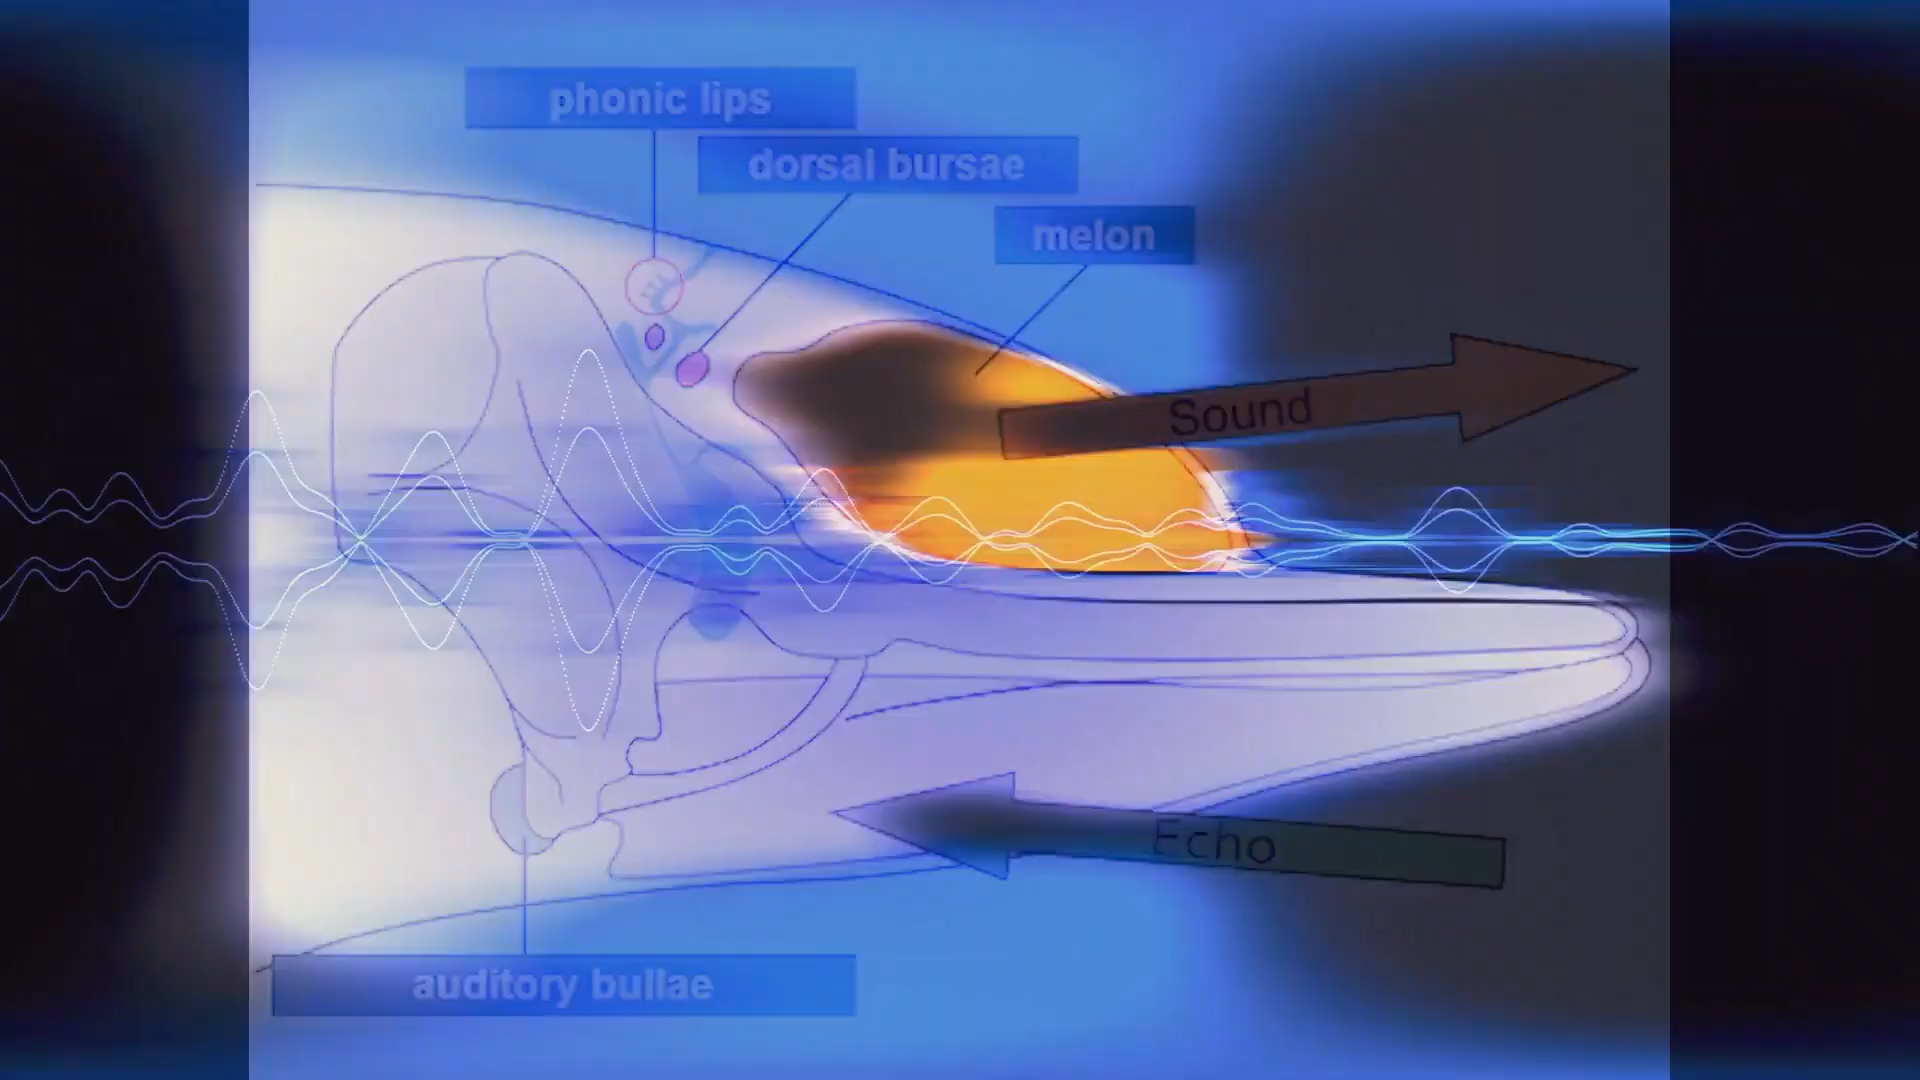 phonic lips
dorsal bursae
melon
Sound
Echo
auditory bullae